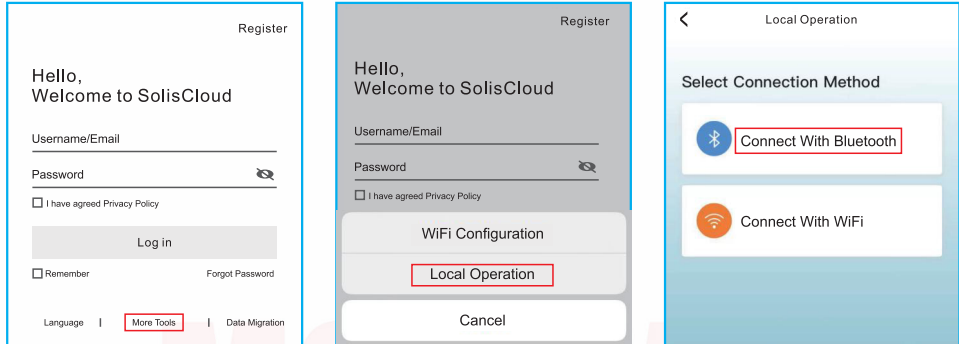 Register
Hello,
Welcome to SolisCloud
Username/Email
Password
I have agreed Privacy Policy
Log in
Remember Forgot Password
Language | More Tools | Data Migration
Register
Hello,
Welcome to SolisCloud
Username/Email
Password
I have agreed Privacy Policy
WiFi Configuration
Local Operation
Cancel
Local Operation
Select Connection Method
Connect With Bluetooth
Connect With WiFi